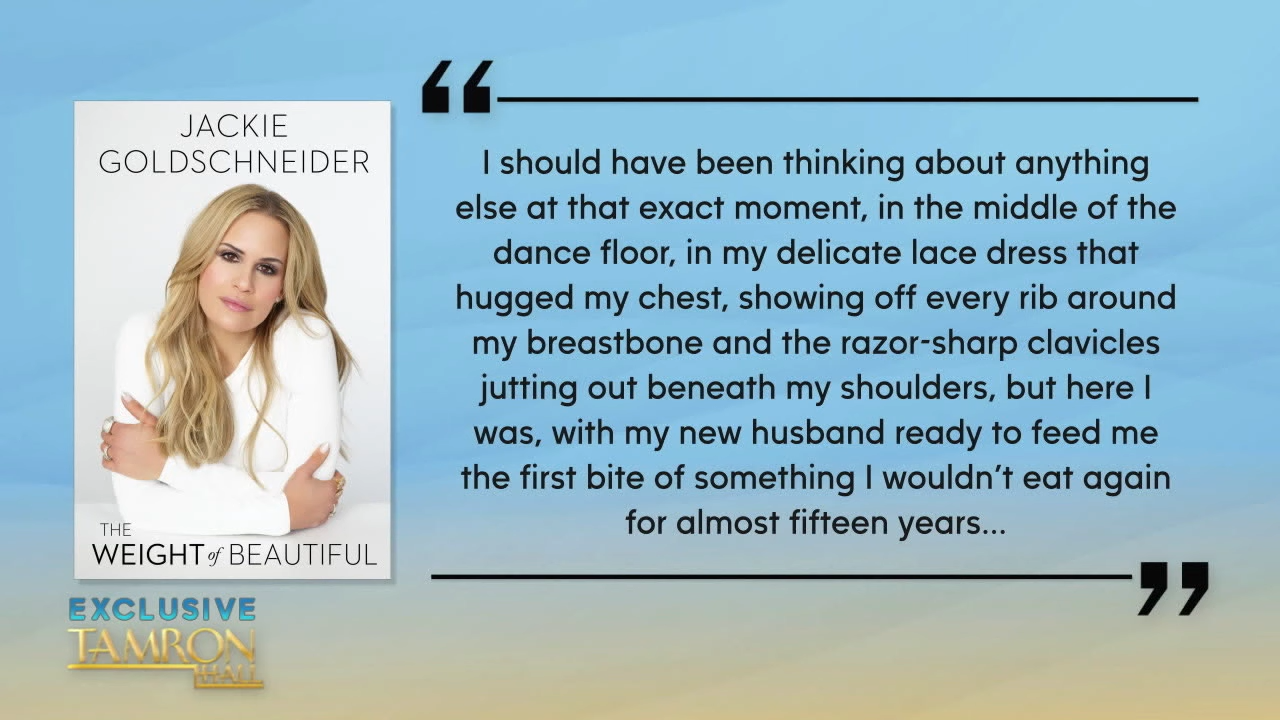 JACKIE
GOLDSCHNEIDER
THE
WEIGHT of BEAUTIFUL
EXCLUSIVE
TAMRON
HALL
“
I should have been thinking about anything
else at that exact moment, in the middle of the
dance floor, in my delicate lace dress that
hugged my chest, showing off every rib around
my breastbone and the razor-sharp clavicles
jutting out beneath my shoulders, but here I
was, with my new husband ready to feed me
the first bite of something I wouldn’t eat again
for almost fifteen years...
”